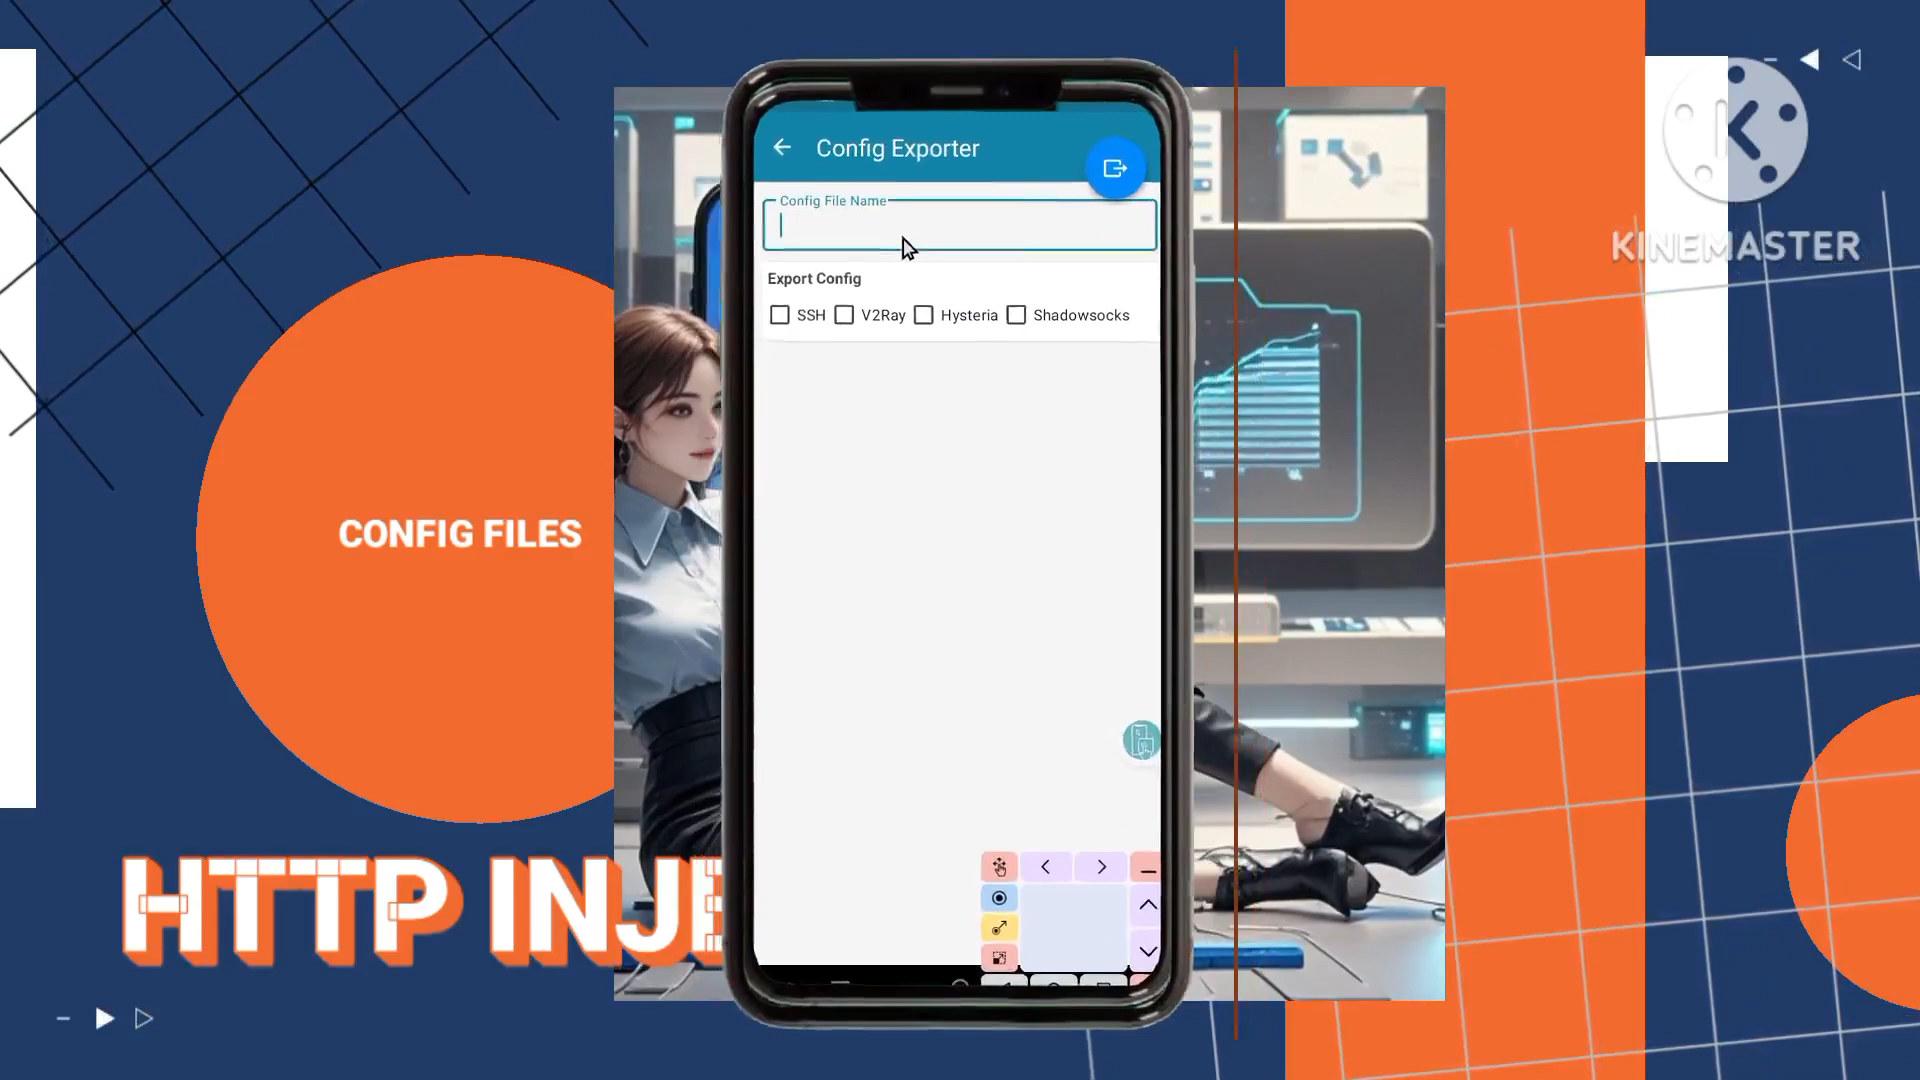 Config Exporter
Config File Name
Export Config
SSH V2Ray Hysteria Shadowsocks
KINEMASTER
CONFIG FILES
HTTP INJE